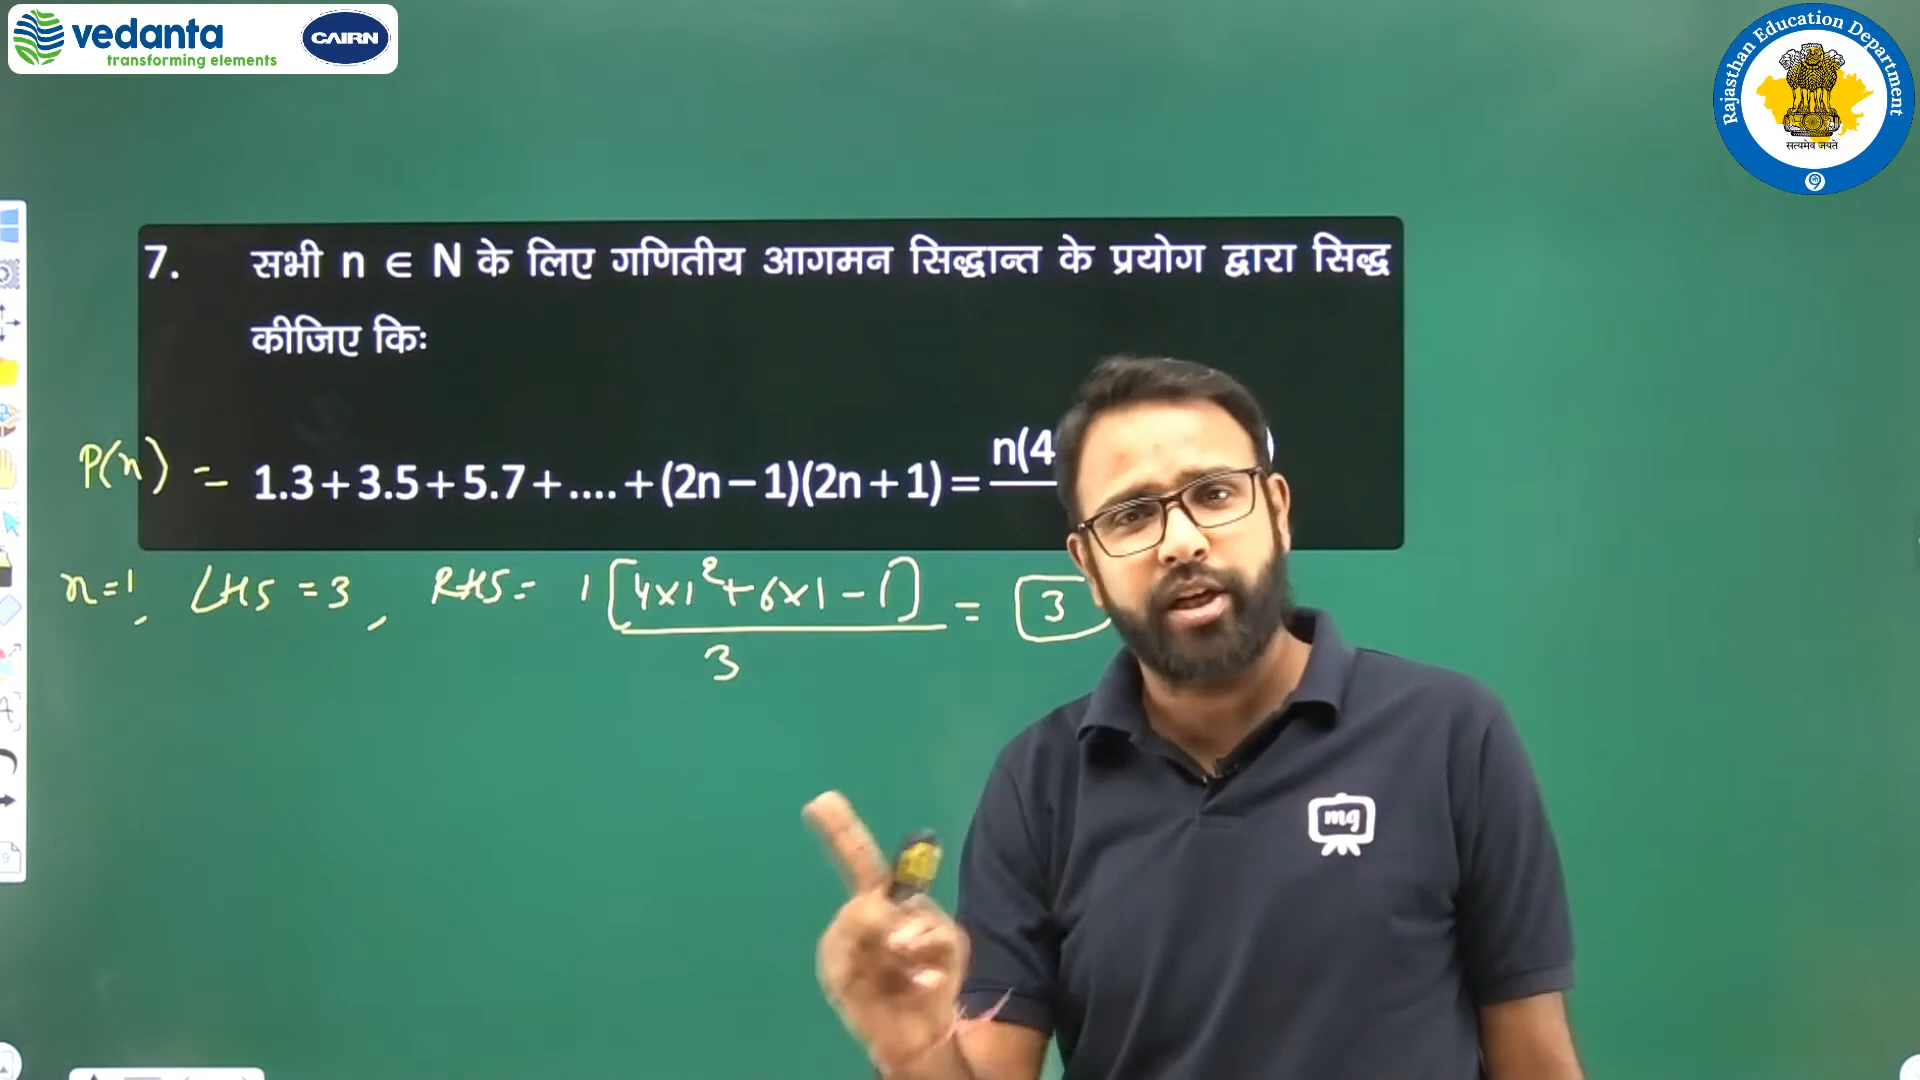 vedanta
transforming elements
CAIRN
Rajasthan Education Department
सत्यमेव जयते
7. सभी n ∈ N के लिए गणितीय आगमन सिद्धान्त के प्रयोग द्वारा सिद्ध
कीजिए किः
P(n) = 1.3+3.5+5.7+....+(2n−1)(2n+1)= n(4
n=1, LHS = 3, RHS = 1[4×1²+6×1−1] / 3 = 3
mg